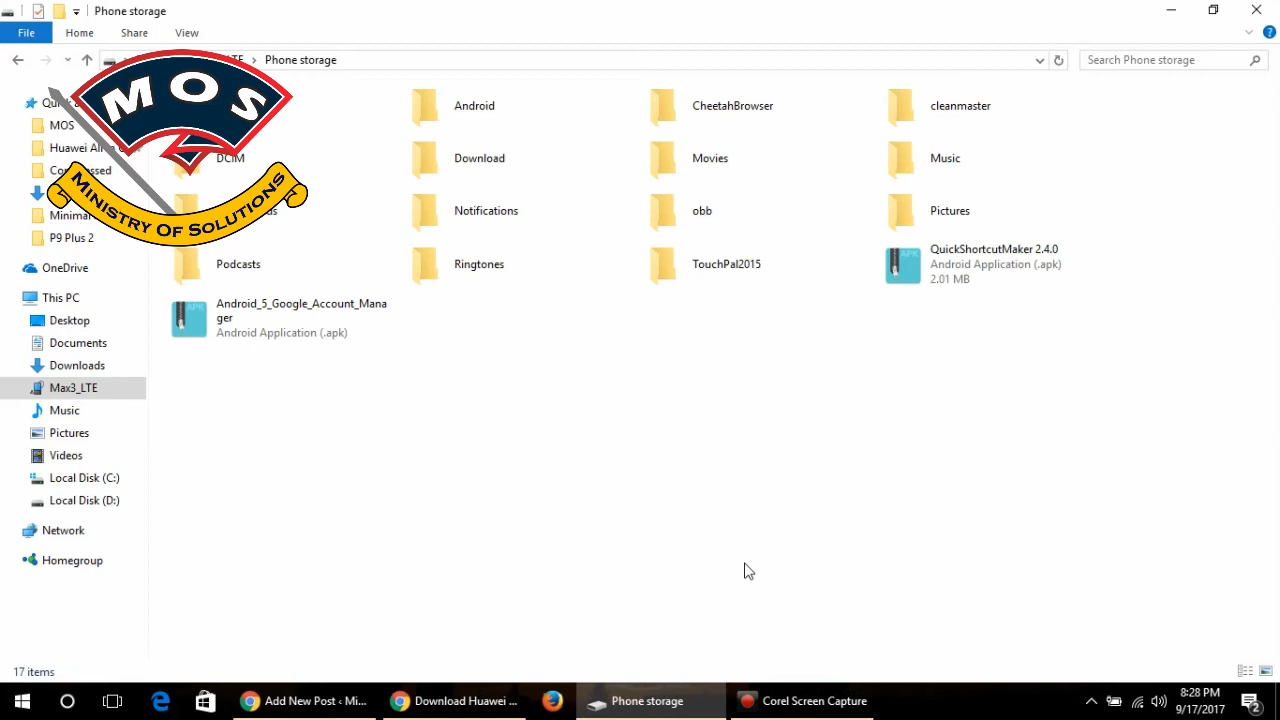 Phone storage
File
Home
Share
View
Phone storage
Search Phone storage
MOS
MINISTRY OF SOLUTIONS
MOS
Minimal
P9 Plus 2
OneDrive
This PC
Desktop
Documents
Downloads
Max3_LTE
Music
Pictures
Videos
Local Disk (C:)
Local Disk (D:)
Network
Homegroup
Android
CheetahBrowser
cleanmaster
DCIM
Download
Movies
Music
Notifications
obb
Pictures
Podcasts
Ringtones
TouchPal2015
QuickShortcutMaker 2.4.0
Android Application (.apk)
2.01 MB
Android_5_Google_Account_Mana
ger
Android Application (.apk)
17 items
Add New Post ‹ Mi...
Download Huawei ...
Phone storage
Corel Screen Capture
8:28 PM
9/17/2017
2